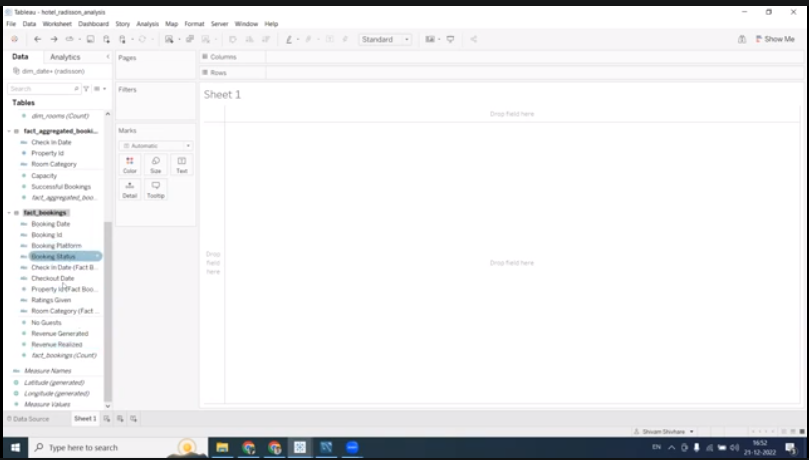 Tableau - hotel_radisson_analysis
File Data Worksheet Dashboard Story Analysis Map Format Server Window Help
Standard
Show Me
Data Analytics
Pages
Columns
dim_date+ (radisson)
Rows
Search
Filters
Sheet 1
Tables
dim_rooms (Count)
Drop field here
fact_aggregated_booki...
Marks
Check In Date
Automatic
Property Id
Room Category
Color Size Text
Capacity
Successful Bookings
Detail Tooltip
fact_aggregated_boo...
fact_bookings
Booking Date
Booking Id
Booking Platform
Booking Status
Drop
field
here
Drop field here
Check In Date (Fact B...
Checkout Date
Property Id (Fact Boo...
Ratings Given
Room Category (Fact ...
No Guests
Revenue Generated
Revenue Realized
fact_bookings (Count)
Measure Names
Latitude (generated)
Longitude (generated)
Measure Values
Data Source Sheet 1
Shivam Shivhare
Type here to search
EN
16:52
21-12-2022